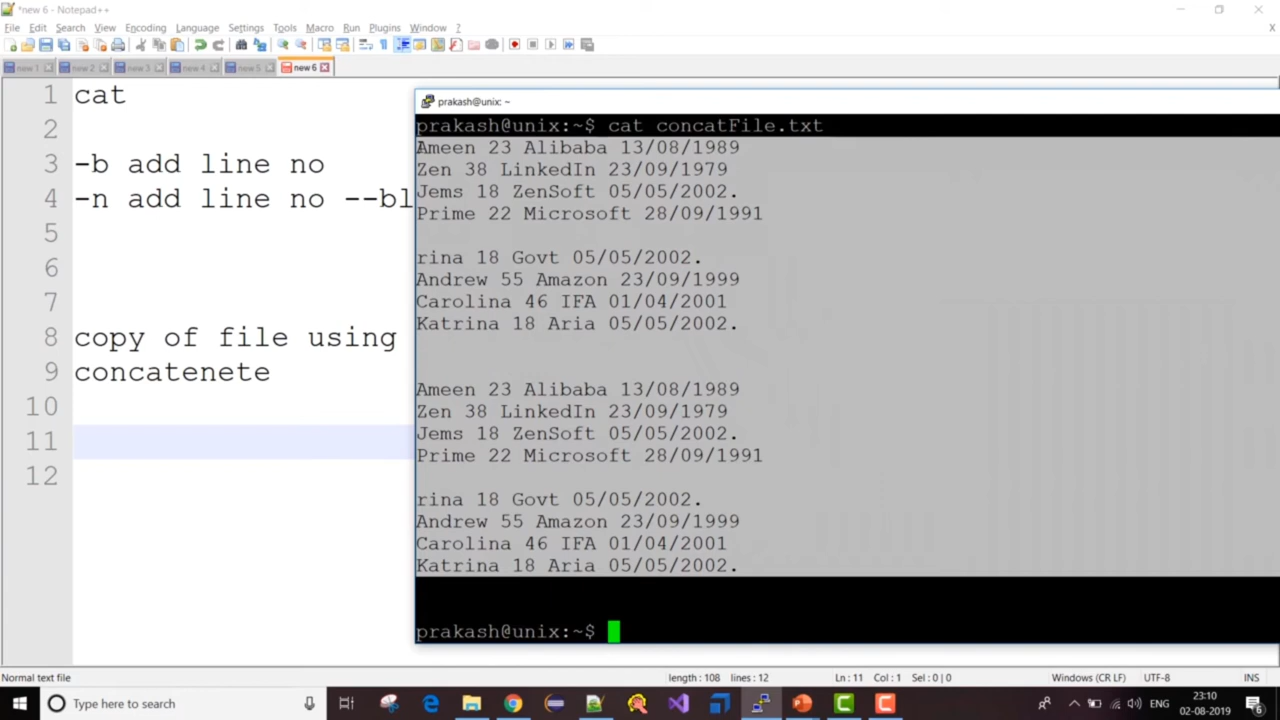 *new 6 - Notepad++
File Edit Search View Encoding Language Settings Tools Macro Run Plugins Window ?
X
new 1 new 2 new 3 new 4 new 5 new 6
1 cat
2
3 -b add line no
4 -n add line no --bl
5
6
7
8 copy of file using
9 concatenete
10
11
12
prakash@unix: ~
prakash@unix:~$ cat concatFile.txt
Ameen 23 Alibaba 13/08/1989
Zen 38 LinkedIn 23/09/1979
Jems 18 ZenSoft 05/05/2002.
Prime 22 Microsoft 28/09/1991
rina 18 Govt 05/05/2002.
Andrew 55 Amazon 23/09/1999
Carolina 46 IFA 01/04/2001
Katrina 18 Aria 05/05/2002.
Ameen 23 Alibaba 13/08/1989
Zen 38 LinkedIn 23/09/1979
Jems 18 ZenSoft 05/05/2002.
Prime 22 Microsoft 28/09/1991
rina 18 Govt 05/05/2002.
Andrew 55 Amazon 23/09/1999
Carolina 46 IFA 01/04/2001
Katrina 18 Aria 05/05/2002.
prakash@unix:~$
Normal text file length : 108 lines : 12 Ln : 11 Col : 1 Sel : 0 | 0 Windows (CR LF) UTF-8 INS
Type here to search ENG 23:10
02-08-2019 6